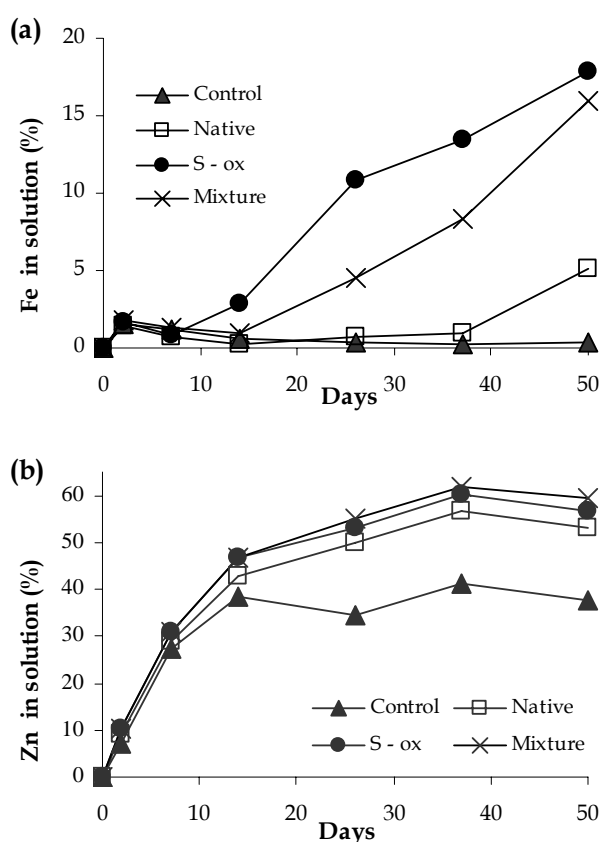 (a)
Fe in solution (%)
20
15
10
5
0
Control
Native
S - ox
Mixture
0 10 20 30 40 50
Days
(b)
Zn in solution (%)
60
50
40
30
20
10
0
Control Native
S - ox Mixture
0 10 20 30 40 50
Days